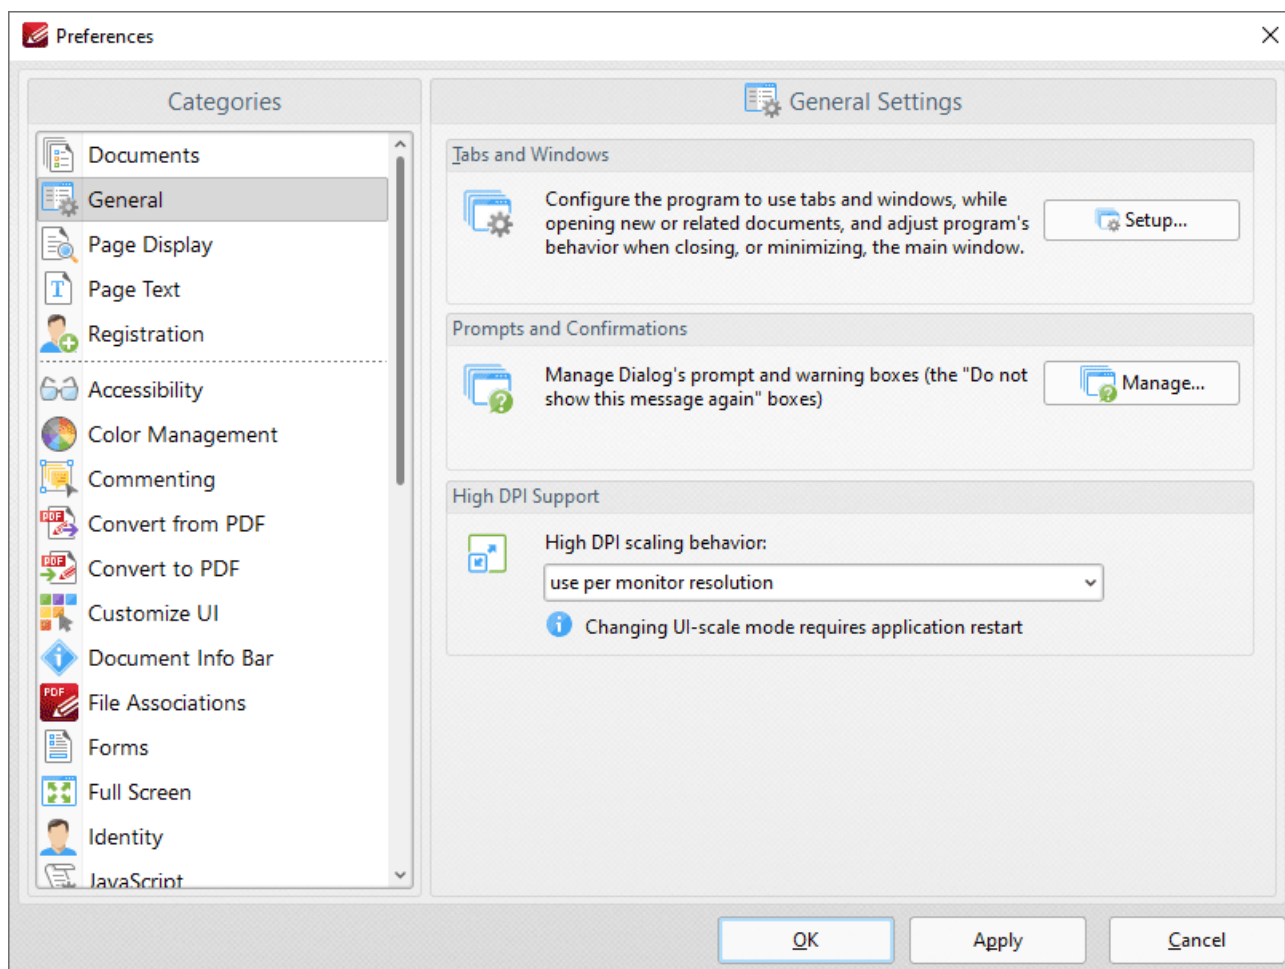 Preferences
Categories
Documents
General
Page Display
Page Text
Registration
Accessibility
Color Management
Commenting
Convert from PDF
Convert to PDF
Customize UI
Document Info Bar
File Associations
Forms
Full Screen
Identity
JavaScript
General Settings
Tabs and Windows
Configure the program to use tabs and windows, while
opening new or related documents, and adjust program's
behavior when closing, or minimizing, the main window.
Setup...
Prompts and Confirmations
Manage Dialog's prompt and warning boxes (the "Do not
show this message again" boxes)
Manage...
High DPI Support
High DPI scaling behavior:
use per monitor resolution
Changing UI-scale mode requires application restart
OK
Apply
Cancel